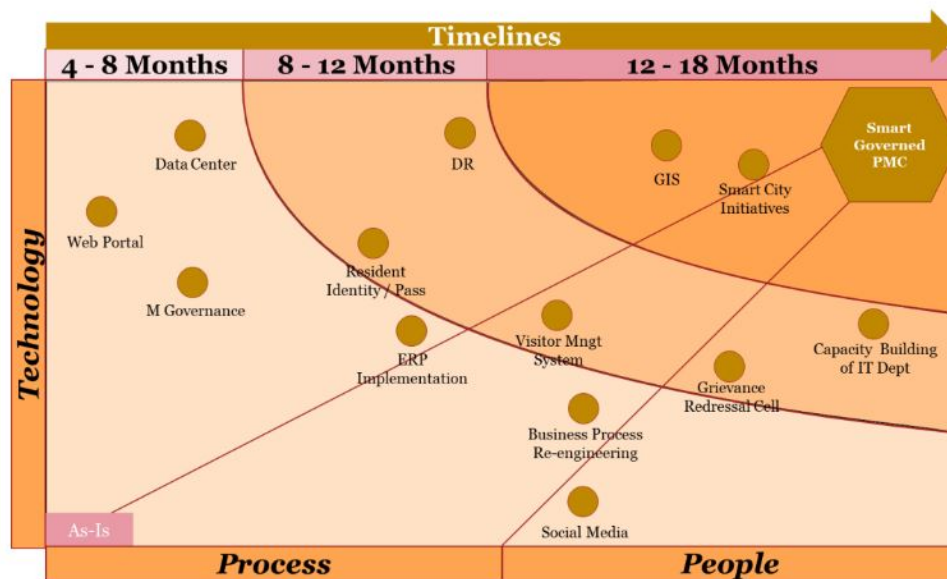 Timelines
4 - 8 Months
8 - 12 Months
12 - 18 Months
Technology
Data Center
DR
GIS
Smart City
Initiatives
Smart
Governed
PMC
Web Portal
M Governance
Resident
Identity / Pass
ERP
Implementation
Visitor Mngt
System
Capacity Building
of IT Dept
Grievance
Redressal Cell
Business Process
Re-engineering
Social Media
As-Is
Process
People